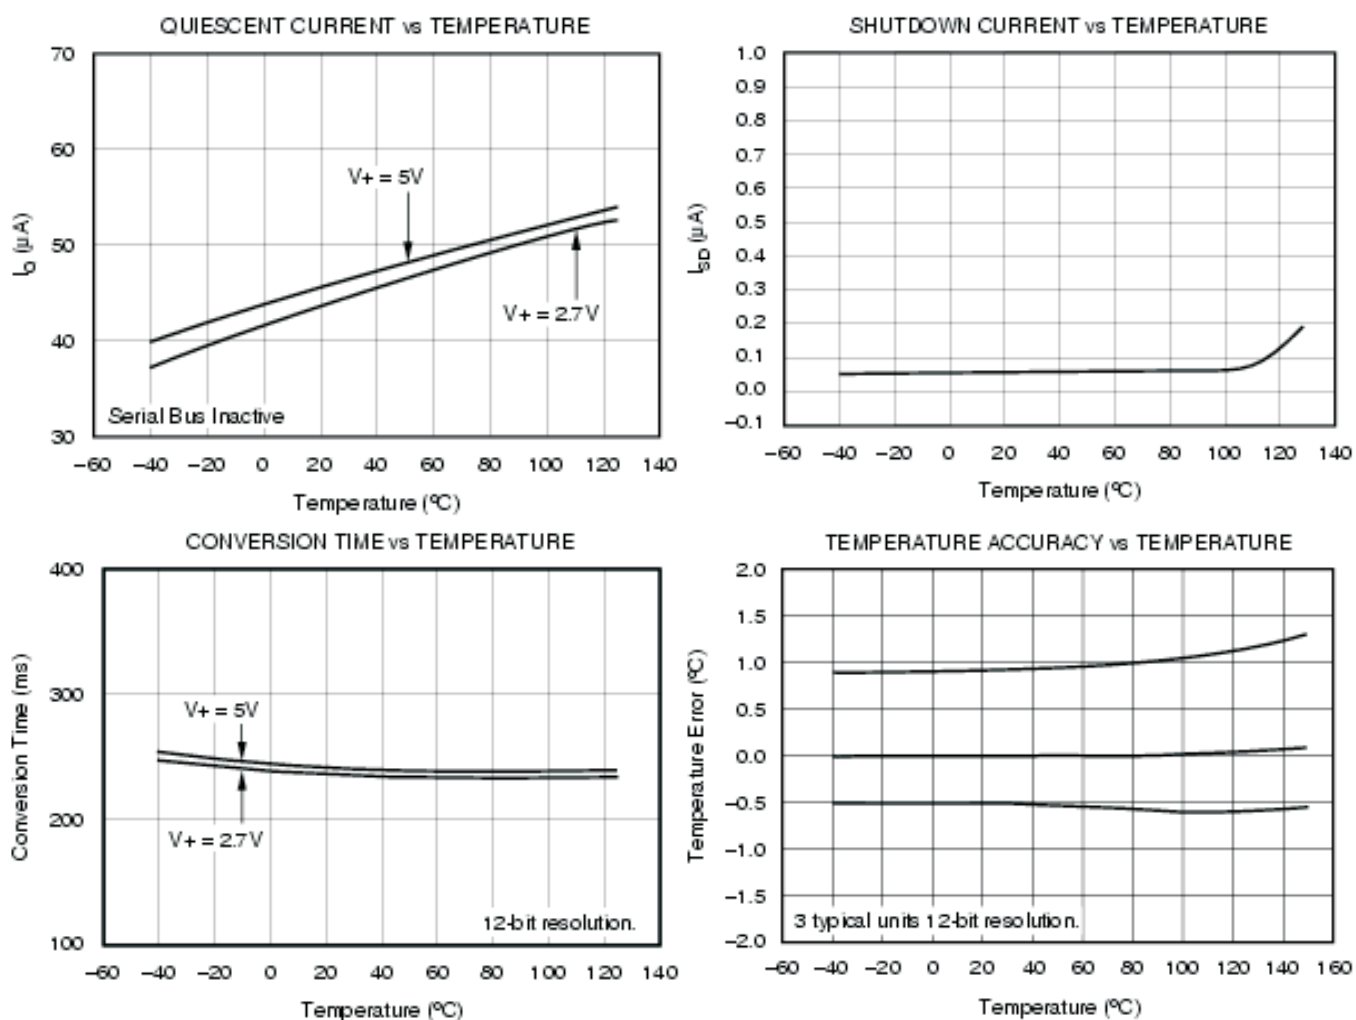 QUIESCENT CURRENT vs TEMPERATURE
70
60
50
40
30
IQ (µA)
V+ = 5V
V+ = 2.7V
Serial Bus Inactive
–60 –40 –20 0 20 40 60 80 100 120 140
Temperature (ºC)
SHUTDOWN CURRENT vs TEMPERATURE
1.0
0.9
0.8
0.7
0.6
0.5
0.4
0.3
0.2
0.1
0.0
–0.1
ISD (µA)
–60 –40 –20 0 20 40 60 80 100 120 140
Temperature (ºC)
CONVERSION TIME vs TEMPERATURE
400
300
200
100
Conversion Time (ms)
V+ = 5V
V+ = 2.7V
12-bit resolution.
–60 –40 –20 0 20 40 60 80 100 120 140
Temperature (ºC)
TEMPERATURE ACCURACY vs TEMPERATURE
2.0
1.5
1.0
0.5
0.0
–0.5
–1.0
–1.5
–2.0
Temperature Error (ºC)
3 typical units 12-bit resolution.
–60 –40 –20 0 20 40 60 80 100 120 140 160
Temperature (ºC)